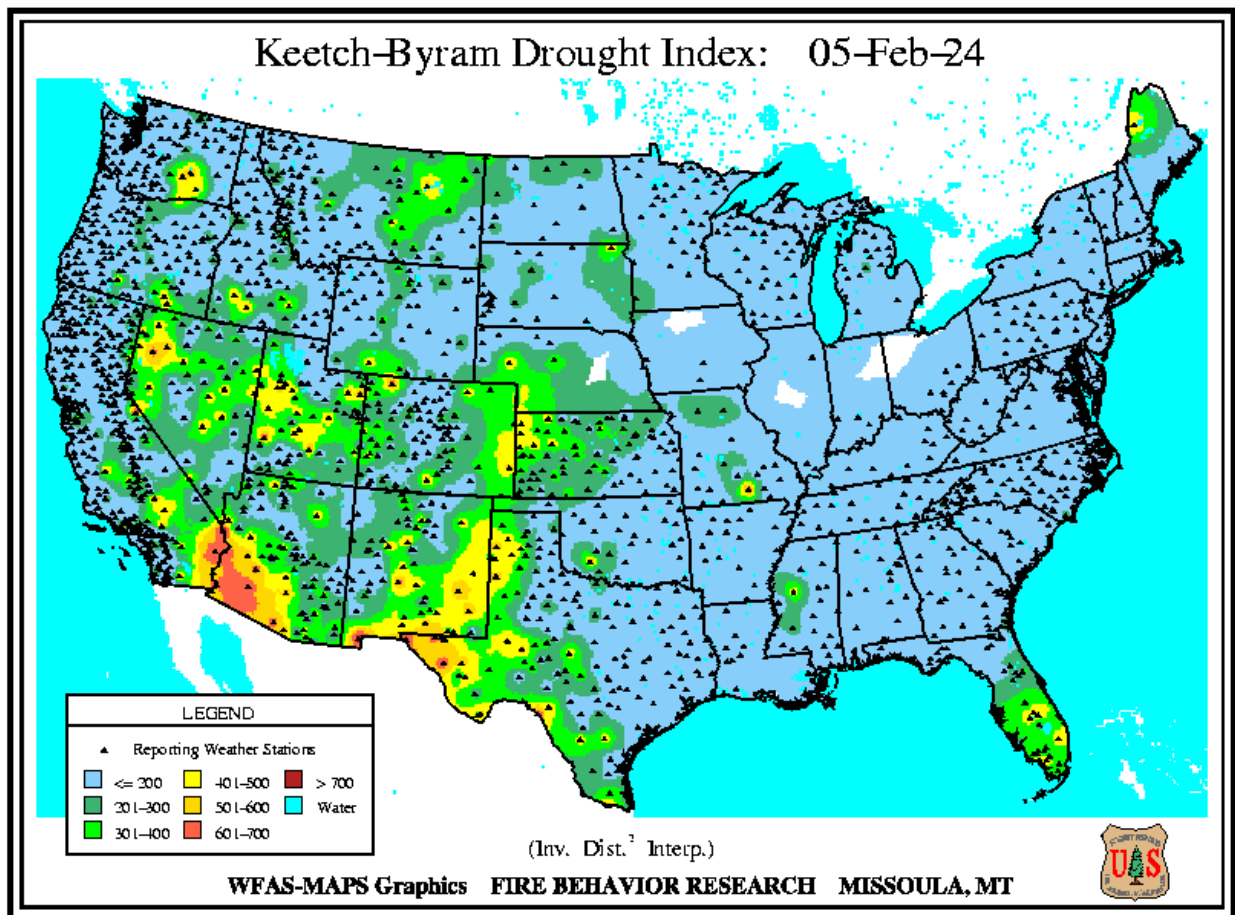 Keetch-Byram Drought Index: 05-Feb-24
LEGEND
Reporting Weather Stations
<= 200
401-500
> 700
201-300
501-600
Water
301-400
601-700
(Inv. Dist.² Interp.)
U S
WFAS-MAPS Graphics FIRE BEHAVIOR RESEARCH MISSOULA, MT